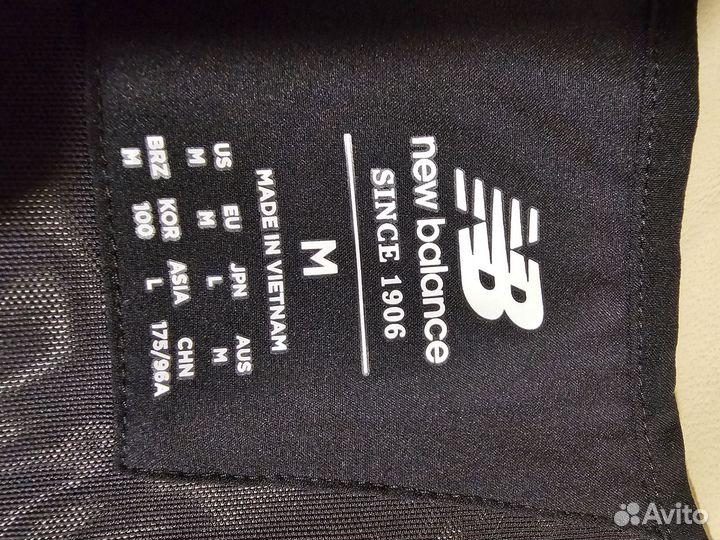 NB
new balance
SINCE 1906
M
MADE IN VIETNAM
US EU JPN AUS
M M L M
BRZ KOR ASIA CHN
M 100 L 175/96A
Avito